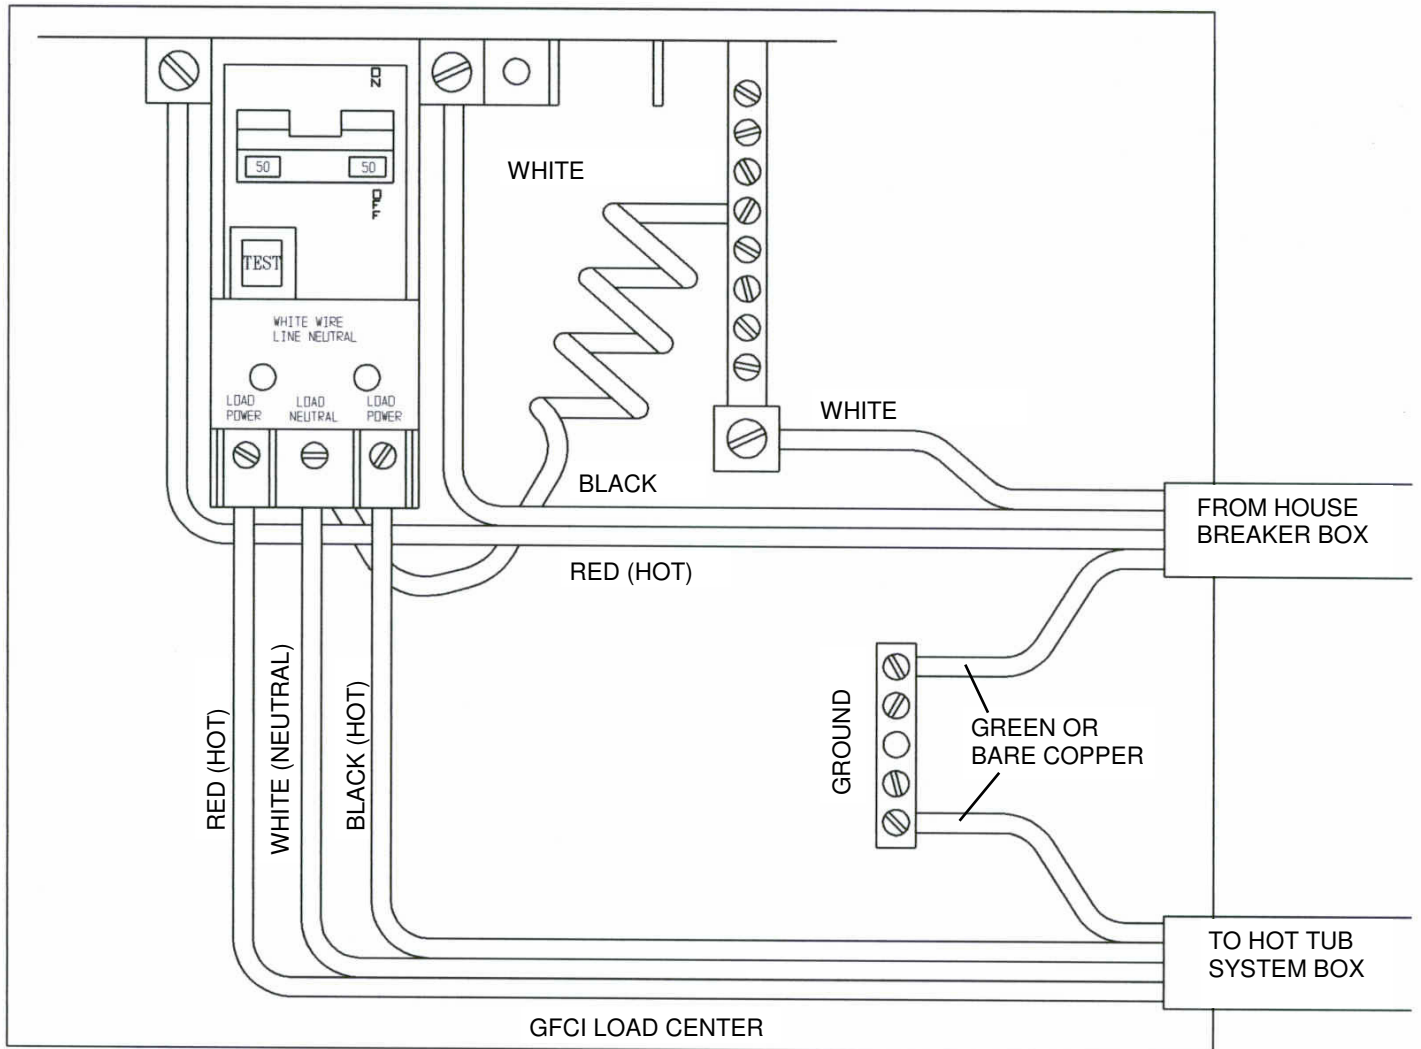 ON
50 50
OFF
TEST
WHITE WIRE
LINE NEUTRAL
LOAD
POWER
LOAD
NEUTRAL
LOAD
POWER
WHITE
WHITE
BLACK
RED (HOT)
FROM HOUSE
BREAKER BOX
RED (HOT)
WHITE (NEUTRAL)
BLACK (HOT)
GROUND
GREEN OR
BARE COPPER
TO HOT TUB
SYSTEM BOX
GFCI LOAD CENTER